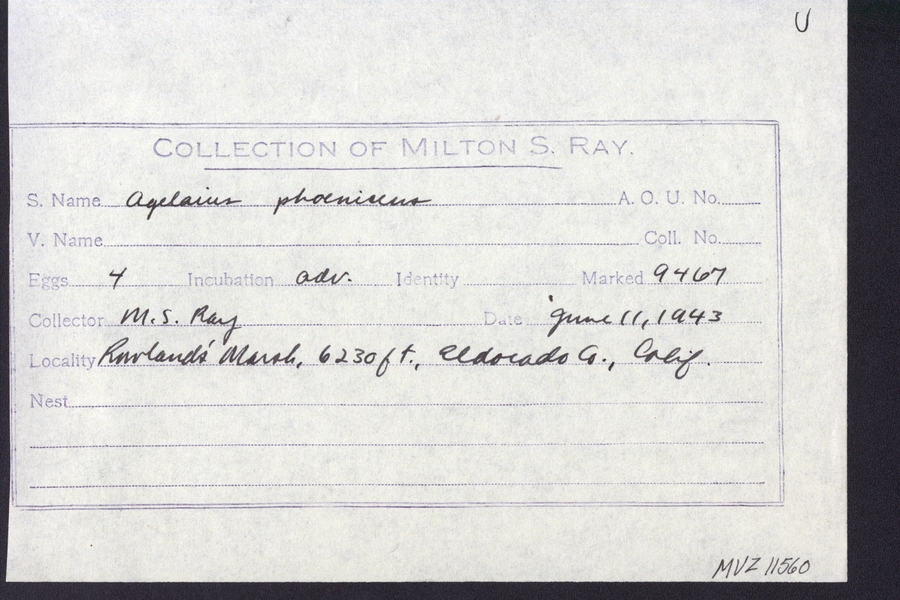 U
COLLECTION OF MILTON S. RAY.
S. Name Agelaius phoeniceus A. O. U. No.
V. Name Coll. No.
Eggs 4 Incubation adv. Identity Marked 9467
Collector M.S. Ray Date June 11, 1943
Locality Rowlands' Marsh, 6230 ft., Eldorado Co., Calif.
Nest
MVZ 11560